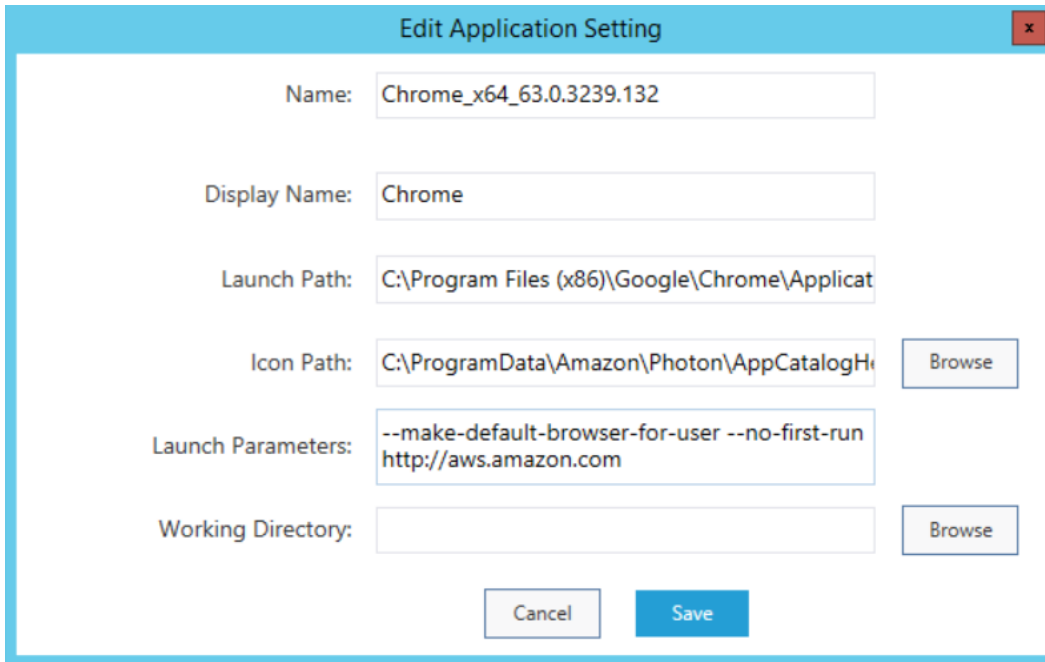 Edit Application Setting
x
Name: Chrome_x64_63.0.3239.132
Display Name: Chrome
Launch Path: C:\Program Files (x86)\Google\Chrome\Applicat
Icon Path: C:\ProgramData\Amazon\Photon\AppCatalogHe Browse
Launch Parameters: --make-default-browser-for-user --no-first-run
http://aws.amazon.com
Working Directory: Browse
Cancel Save